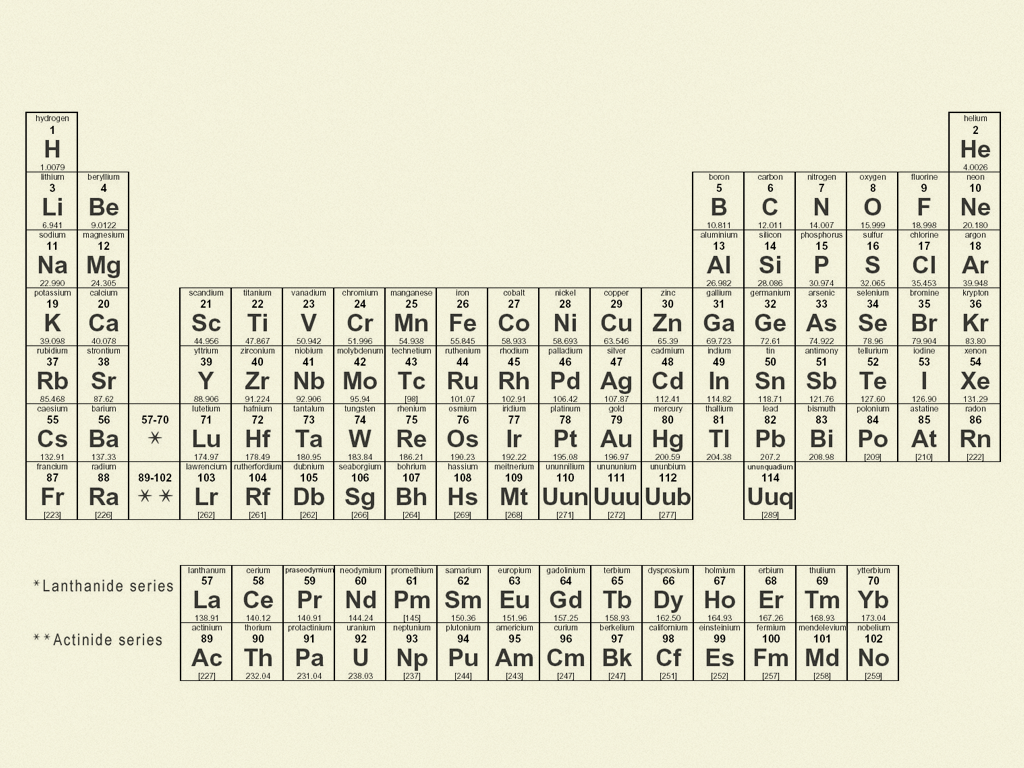 hydrogen helium
1 2
H He
1.0079 4.0026
lithium beryllium boron carbon nitrogen oxygen fluorine neon
3 4 5 6 7 8 9 10
Li Be B C N O F Ne
6.941 9.0122 10.811 12.011 14.007 15.999 18.998 20.180
sodium magnesium aluminium silicon phosphorus sulfur chlorine argon
11 12 13 14 15 16 17 18
Na Mg Al Si P S Cl Ar
22.990 24.305 26.982 28.086 30.974 32.065 35.453 39.948
potassium calcium scandium titanium vanadium chromium manganese iron cobalt nickel copper zinc gallium germanium arsenic selenium bromine krypton
19 20 21 22 23 24 25 26 27 28 29 30 31 32 33 34 35 36
K Ca Sc Ti V Cr Mn Fe Co Ni Cu Zn Ga Ge As Se Br Kr
39.098 40.078 44.956 47.867 50.942 51.996 54.938 55.845 58.933 58.693 63.546 65.39 69.723 72.61 74.922 78.96 79.904 83.80
rubidium strontium yttrium zirconium niobium molybdenum technetium ruthenium rhodium palladium silver cadmium indium tin antimony tellurium iodine xenon
37 38 39 40 41 42 43 44 45 46 47 48 49 50 51 52 53 54
Rb Sr Y Zr Nb Mo Tc Ru Rh Pd Ag Cd In Sn Sb Te I Xe
85.468 87.62 88.906 91.224 92.906 95.94 [98] 101.07 102.91 106.42 107.87 112.41 114.82 118.71 121.76 127.60 126.90 131.29
caesium barium lutetium hafnium tantalum tungsten rhenium osmium iridium platinum gold mercury thallium lead bismuth polonium astatine radon
55 56 57-70 71 72 73 74 75 76 77 78 79 80 81 82 83 84 85 86
Cs Ba * Lu Hf Ta W Re Os Ir Pt Au Hg Tl Pb Bi Po At Rn
132.91 137.33 174.97 178.49 180.95 183.84 186.21 190.23 192.22 195.08 196.97 200.59 204.38 207.2 208.98 [209] [210] [222]
francium radium lawrencium rutherfordium dubnium seaborgium bohrium hassium meitnerium ununnilium unununium ununbium ununquadium
87 88 89-102 103 104 105 106 107 108 109 110 111 112 114
Fr Ra * * Lr Rf Db Sg Bh Hs Mt Uun Uuu Uub Uuq
[223] [226] [262] [261] [262] [266] [264] [269] [268] [271] [272] [277] [289]
lanthanum cerium praseodymium neodymium promethium samarium europium gadolinium terbium dysprosium holmium erbium thulium ytterbium
57 58 59 60 61 62 63 64 65 66 67 68 69 70
*Lanthanide series La Ce Pr Nd Pm Sm Eu Gd Tb Dy Ho Er Tm Yb
138.91 140.12 140.91 144.24 [145] 150.36 151.96 157.25 158.93 162.50 164.93 167.26 168.93 173.04
actinium thorium protactinium uranium neptunium plutonium americium curium berkelium californium einsteinium fermium mendelevium nobelium
89 90 91 92 93 94 95 96 97 98 99 100 101 102
**Actinide series Ac Th Pa U Np Pu Am Cm Bk Cf Es Fm Md No
[227] 232.04 231.04 238.03 [237] [244] [243] [247] [247] [251] [252] [257] [258] [259]